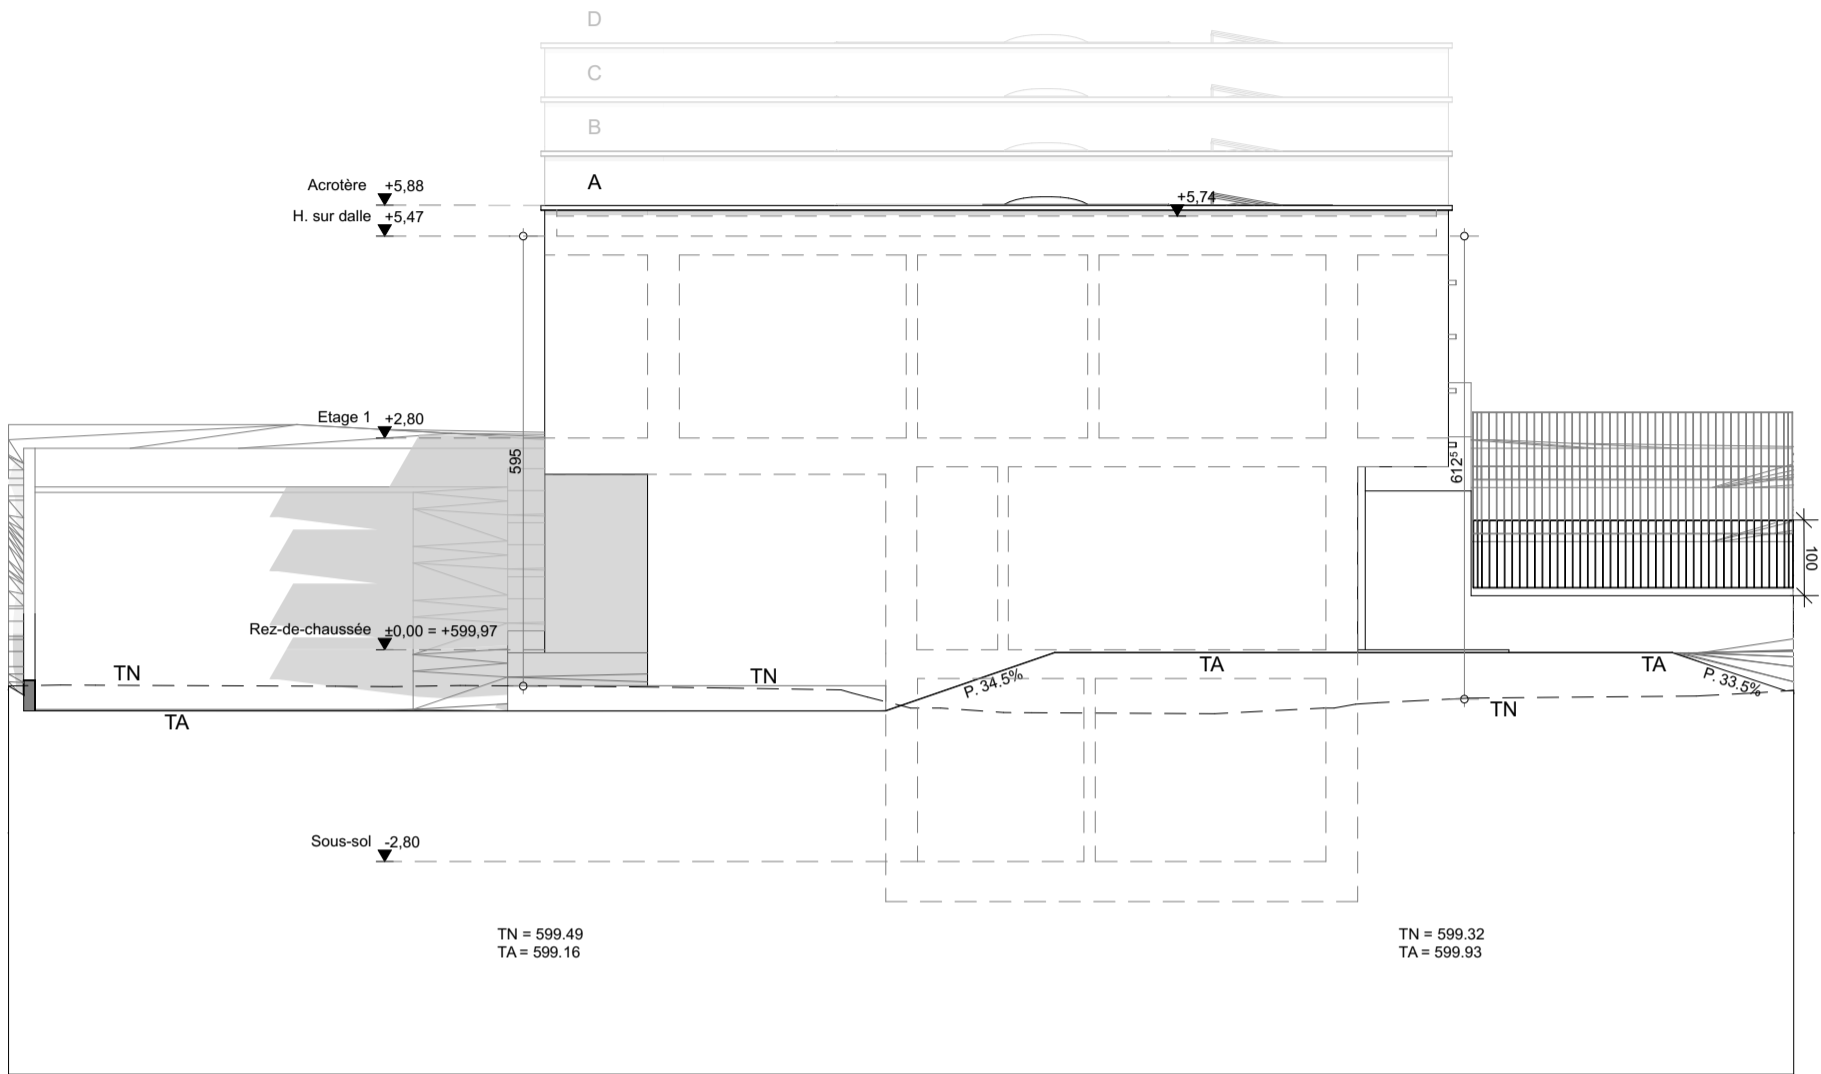 D
C
B
A
Acrotère +5,88
+5,74
H. sur dalle +5,47
Etage 1 +2,80
595
612⁵
100
Rez-de-chaussée ±0,00 = +599,97
TN
TN
TA
TA
P. 34.5%
P. 33.5%
TA
TN
Sous-sol -2,80
TN = 599.49
TA = 599.16
TN = 599.32
TA = 599.93